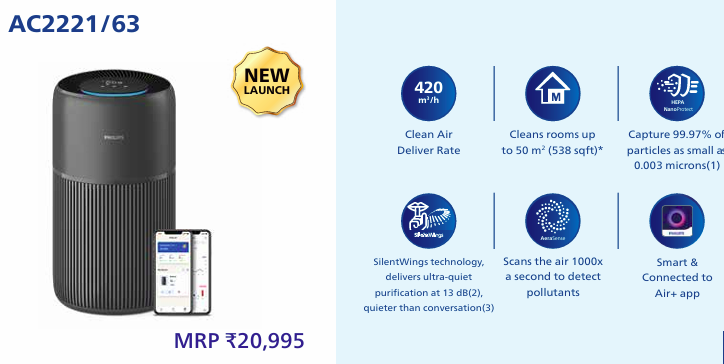 AC2221/63
NEW
LAUNCH
PHILIPS
MRP ₹20,995
420
m³/h
Clean Air
Deliver Rate
M
Cleans rooms up
to 50 m² (538 sqft)*
HEPA
NanoProtect
Capture 99.97% of
particles as small as
0.003 microns(1)
SilentWings
SilentWings technology,
delivers ultra-quiet
purification at 13 dB(2),
quieter than conversation(3)
AeraSense
Scans the air 1000x
a second to detect
pollutants
PHILIPS
Smart &
Connected to
Air+ app